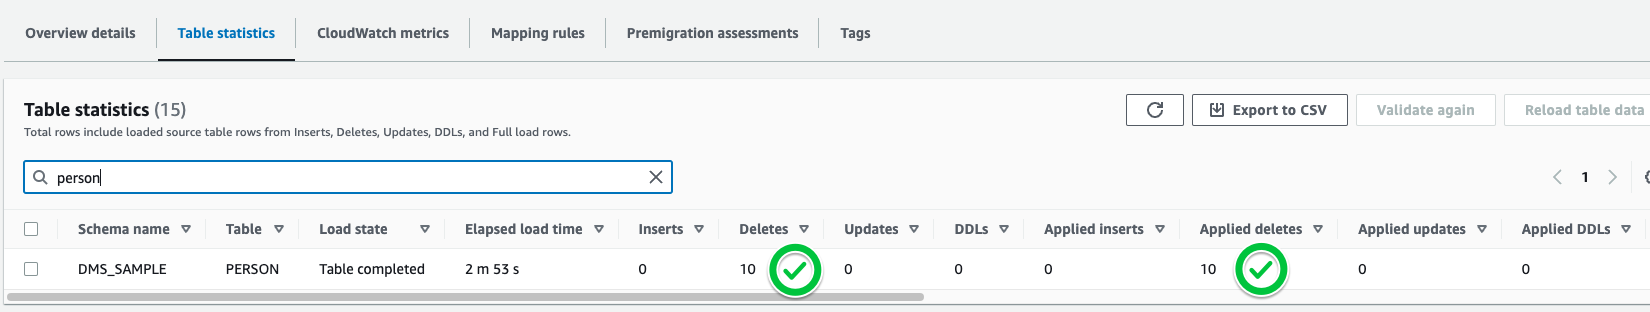 Overview details Table statistics CloudWatch metrics Mapping rules Premigration assessments Tags
Table statistics (15)
Export to CSV Validate again Reload table data
Total rows include loaded source table rows from Inserts, Deletes, Updates, DDLs, and Full load rows.
person
1
Schema name Table Load state Elapsed load time Inserts Deletes Updates DDLs Applied inserts Applied deletes Applied updates Applied DDLs
DMS_SAMPLE PERSON Table completed 2 m 53 s 0 10 0 0 0 10 0 0